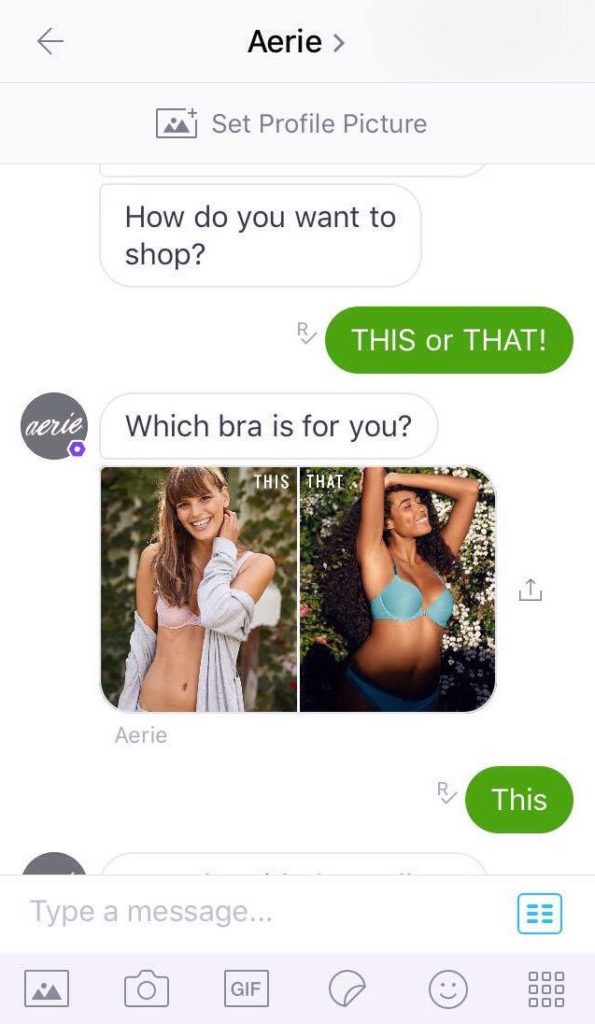 Aerie
Set Profile Picture
How do you want to
shop?
R
THIS or THAT!
aerie
Which bra is for you?
THIS
THAT
Aerie
R
This
Type a message...
GIF